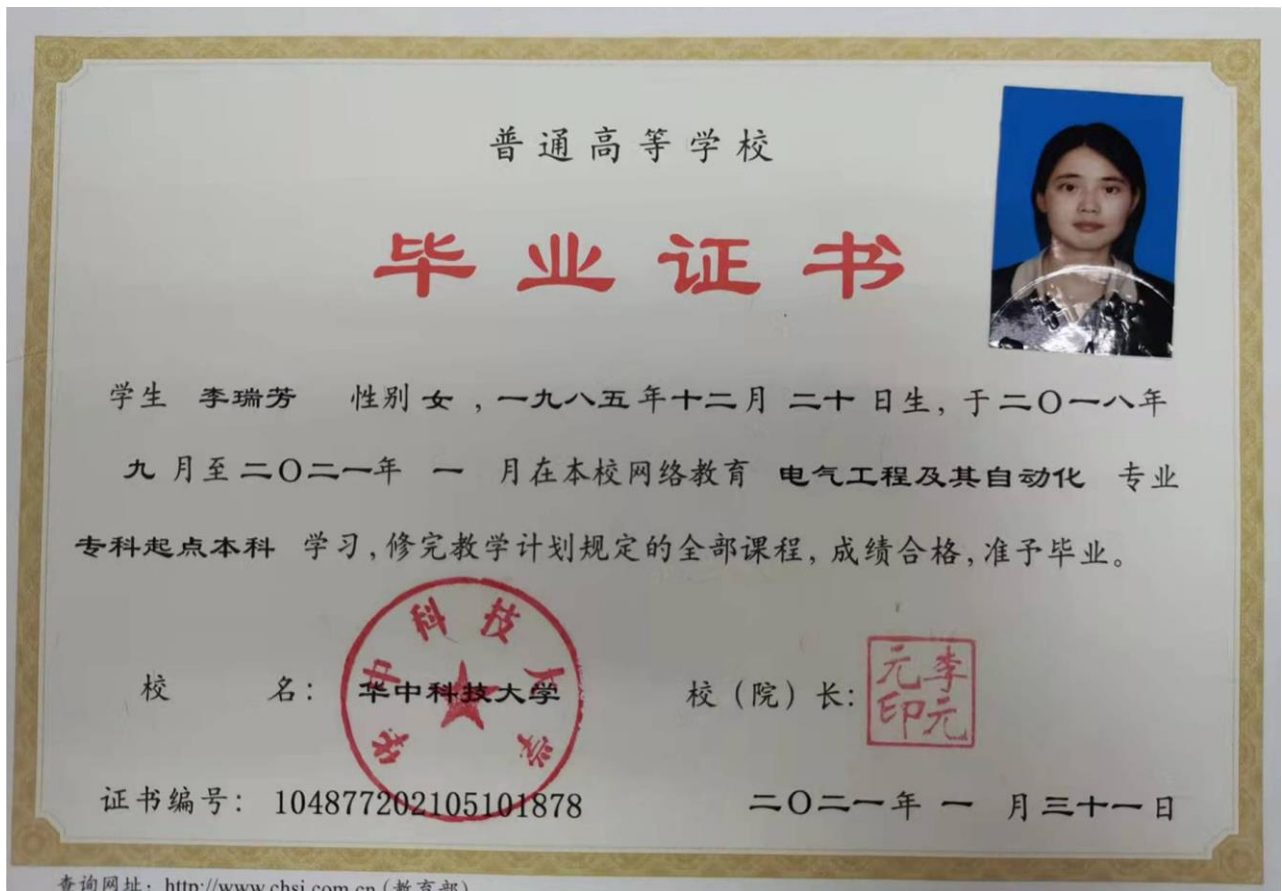 普通高等学校
毕业证书
学生 李瑞芳 性别 女 , 一九八五年十二月 二十 日生, 于二〇一八年
九 月至二〇二一年 一 月在本校网络教育 电气工程及其自动化 专业
专科起点本科 学习, 修完教学计划规定的全部课程, 成绩合格, 准予毕业。
华中科技大学
校 名: 华中科技大学 校(院)长: 李元元印
证书编号: 104877202105101878 二〇二一年 一 月三十一日
查询网址: http://www.chsi.com.cn (教育部)